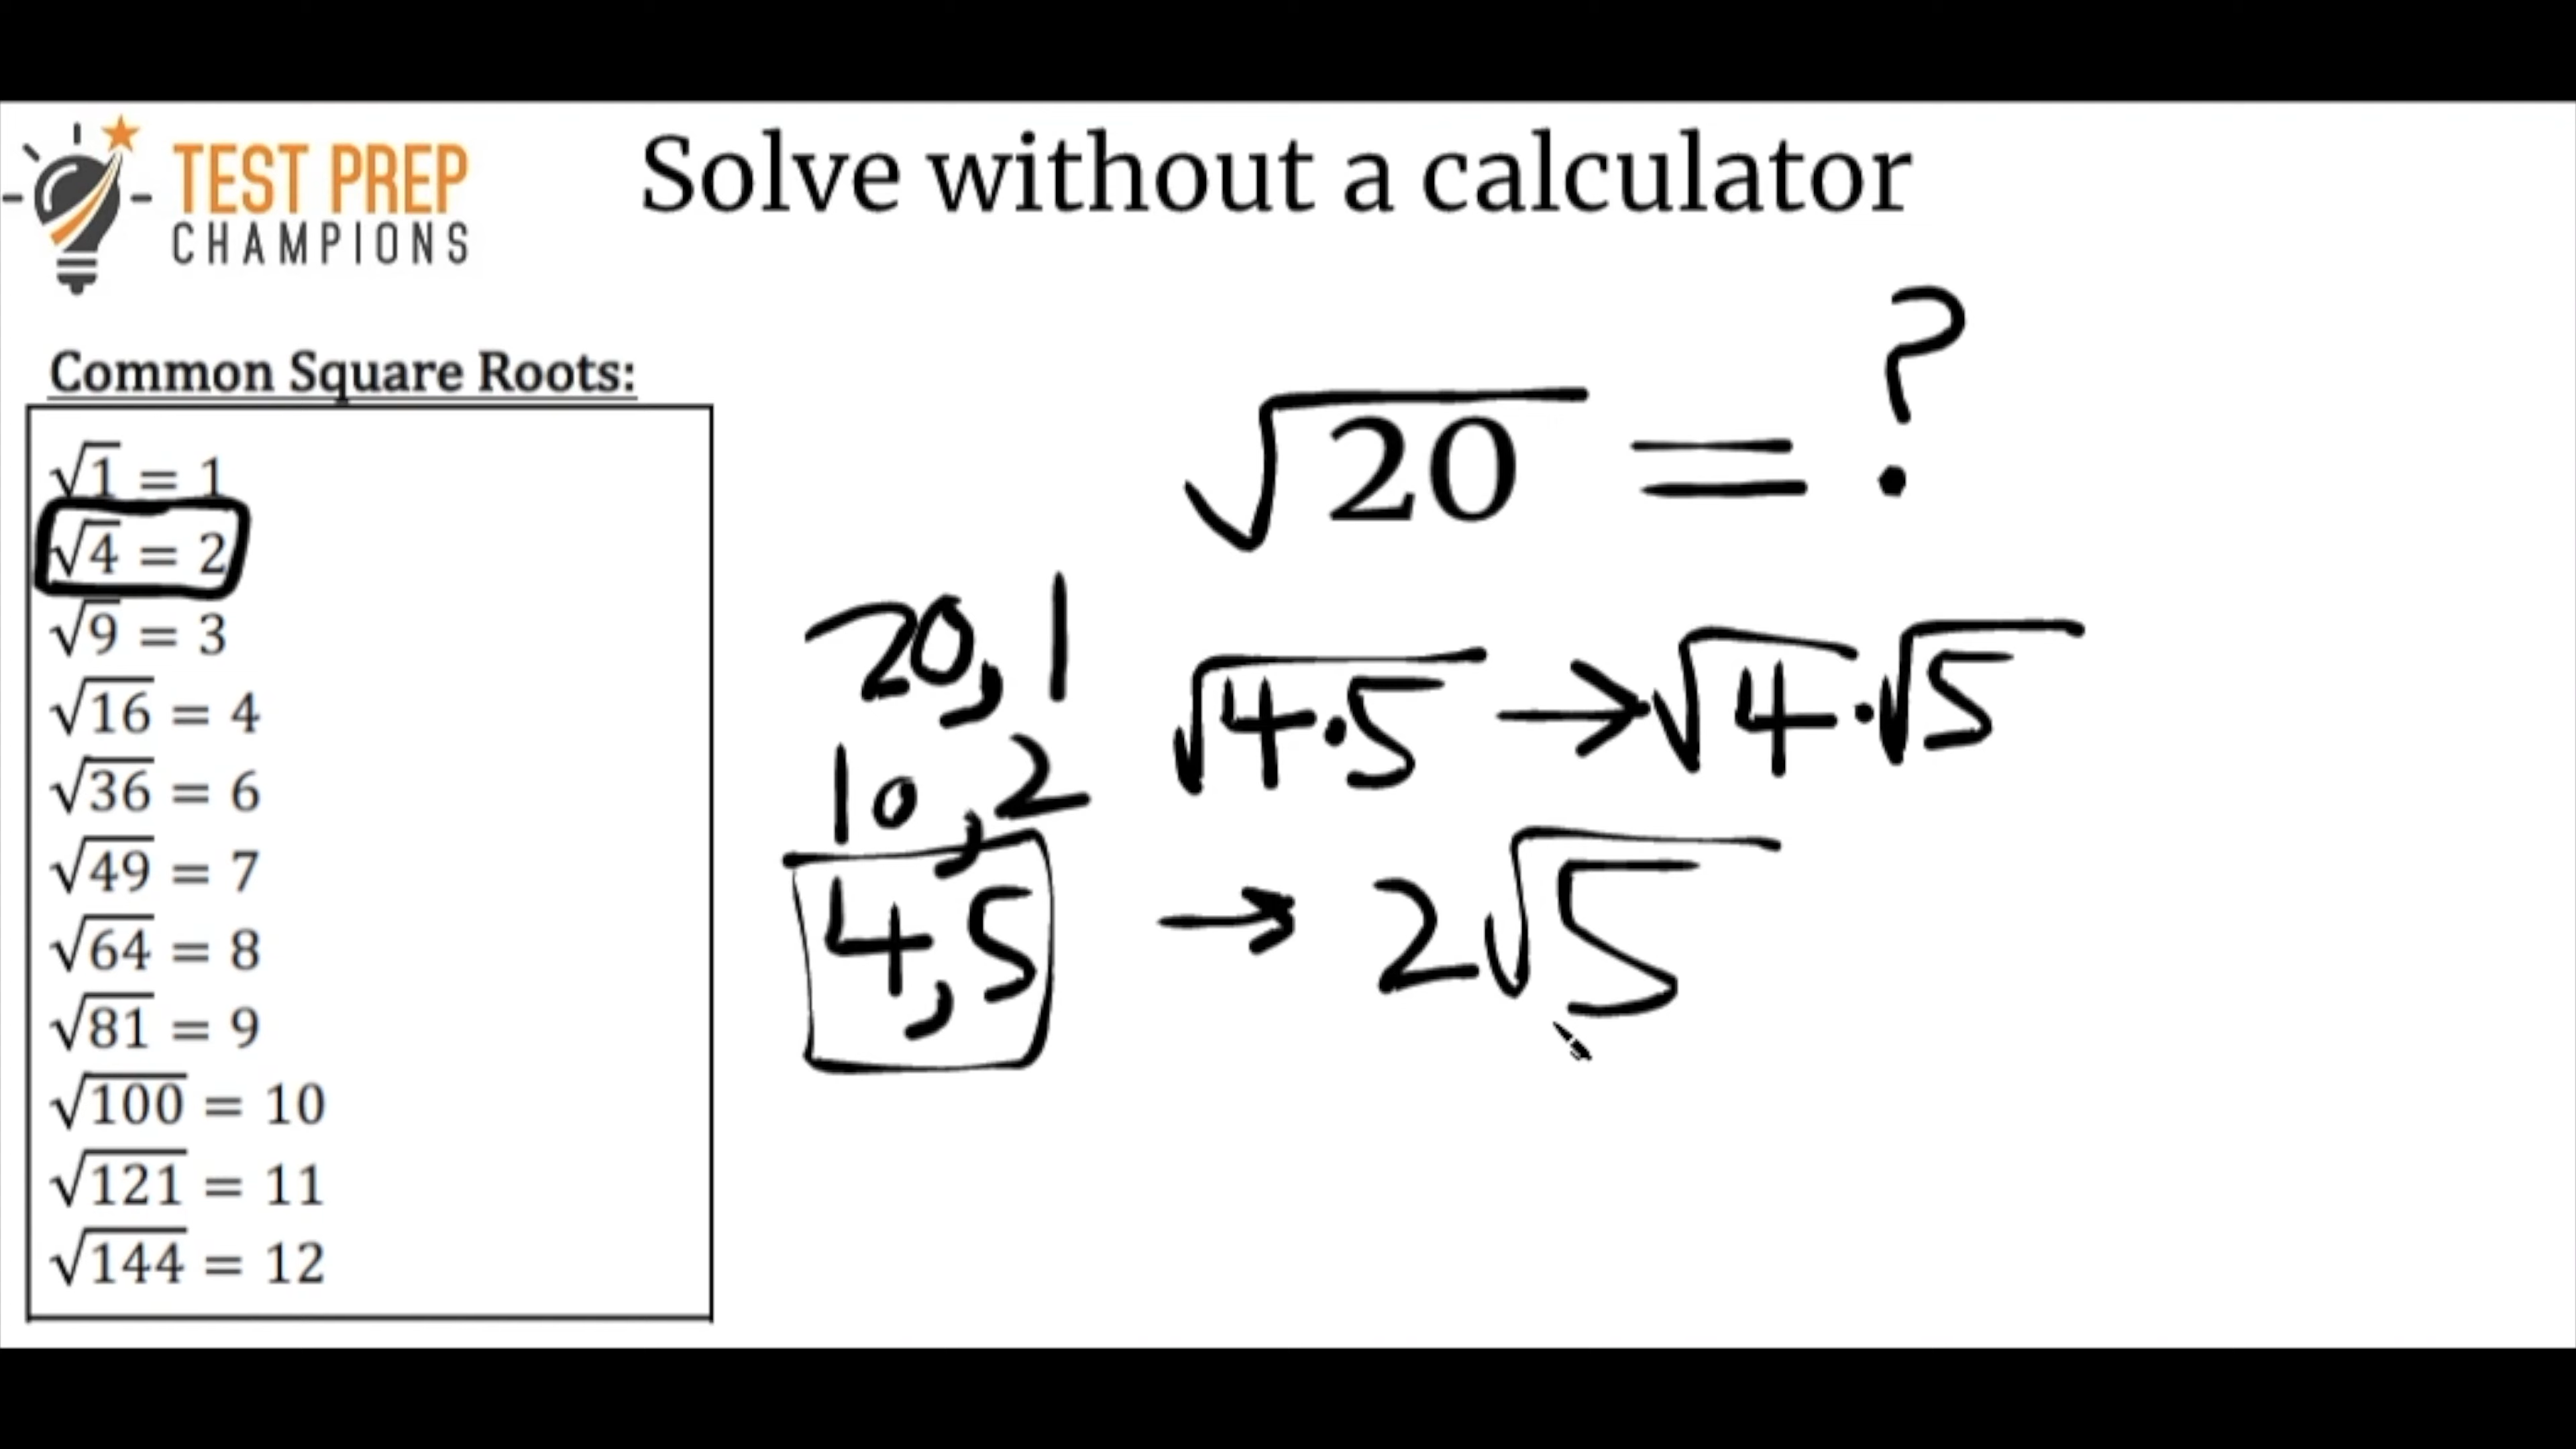 TEST PREP
CHAMPIONS
Solve without a calculator
Common Square Roots:
√1 = 1
√4 = 2
√9 = 3
√16 = 4
√36 = 6
√49 = 7
√64 = 8
√81 = 9
√100 = 10
√121 = 11
√144 = 12
√20 = ?
20, 1
10, 2
4, 5
√4·5 → √4·√5
→ 2√5